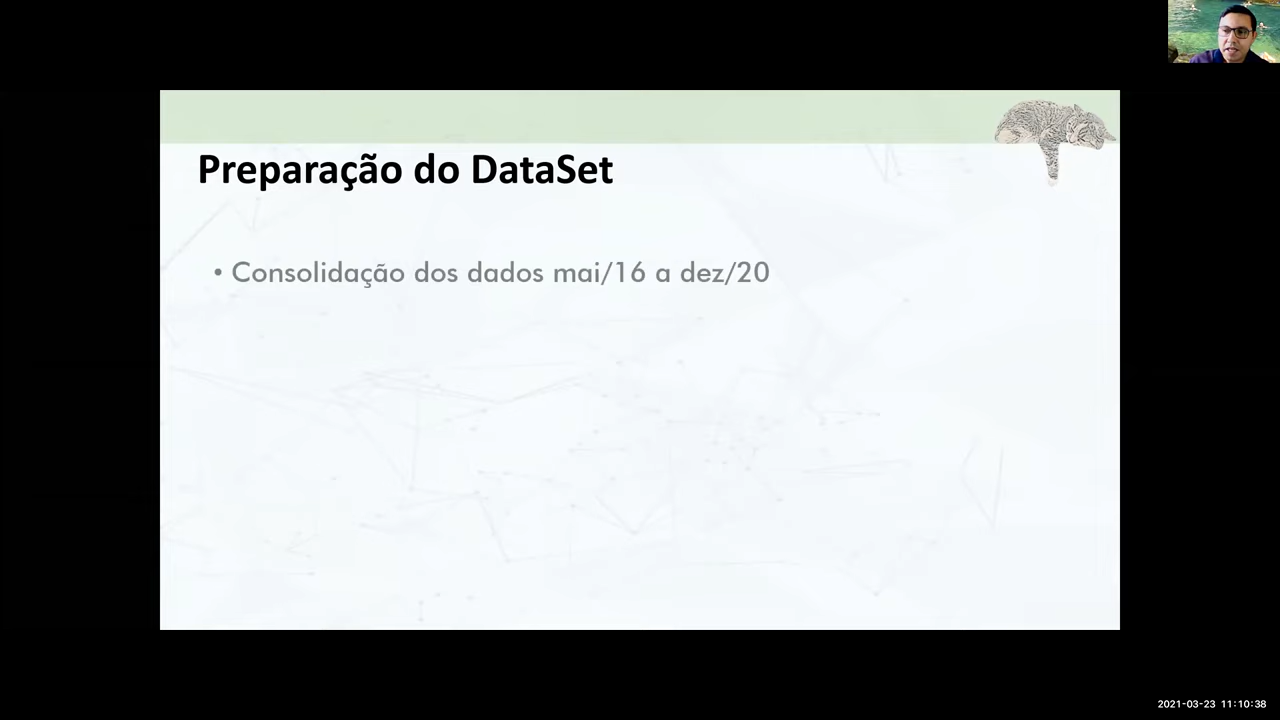 Preparação do DataSet
• Consolidação dos dados mai/16 a dez/20
2021-03-23 11:10:38